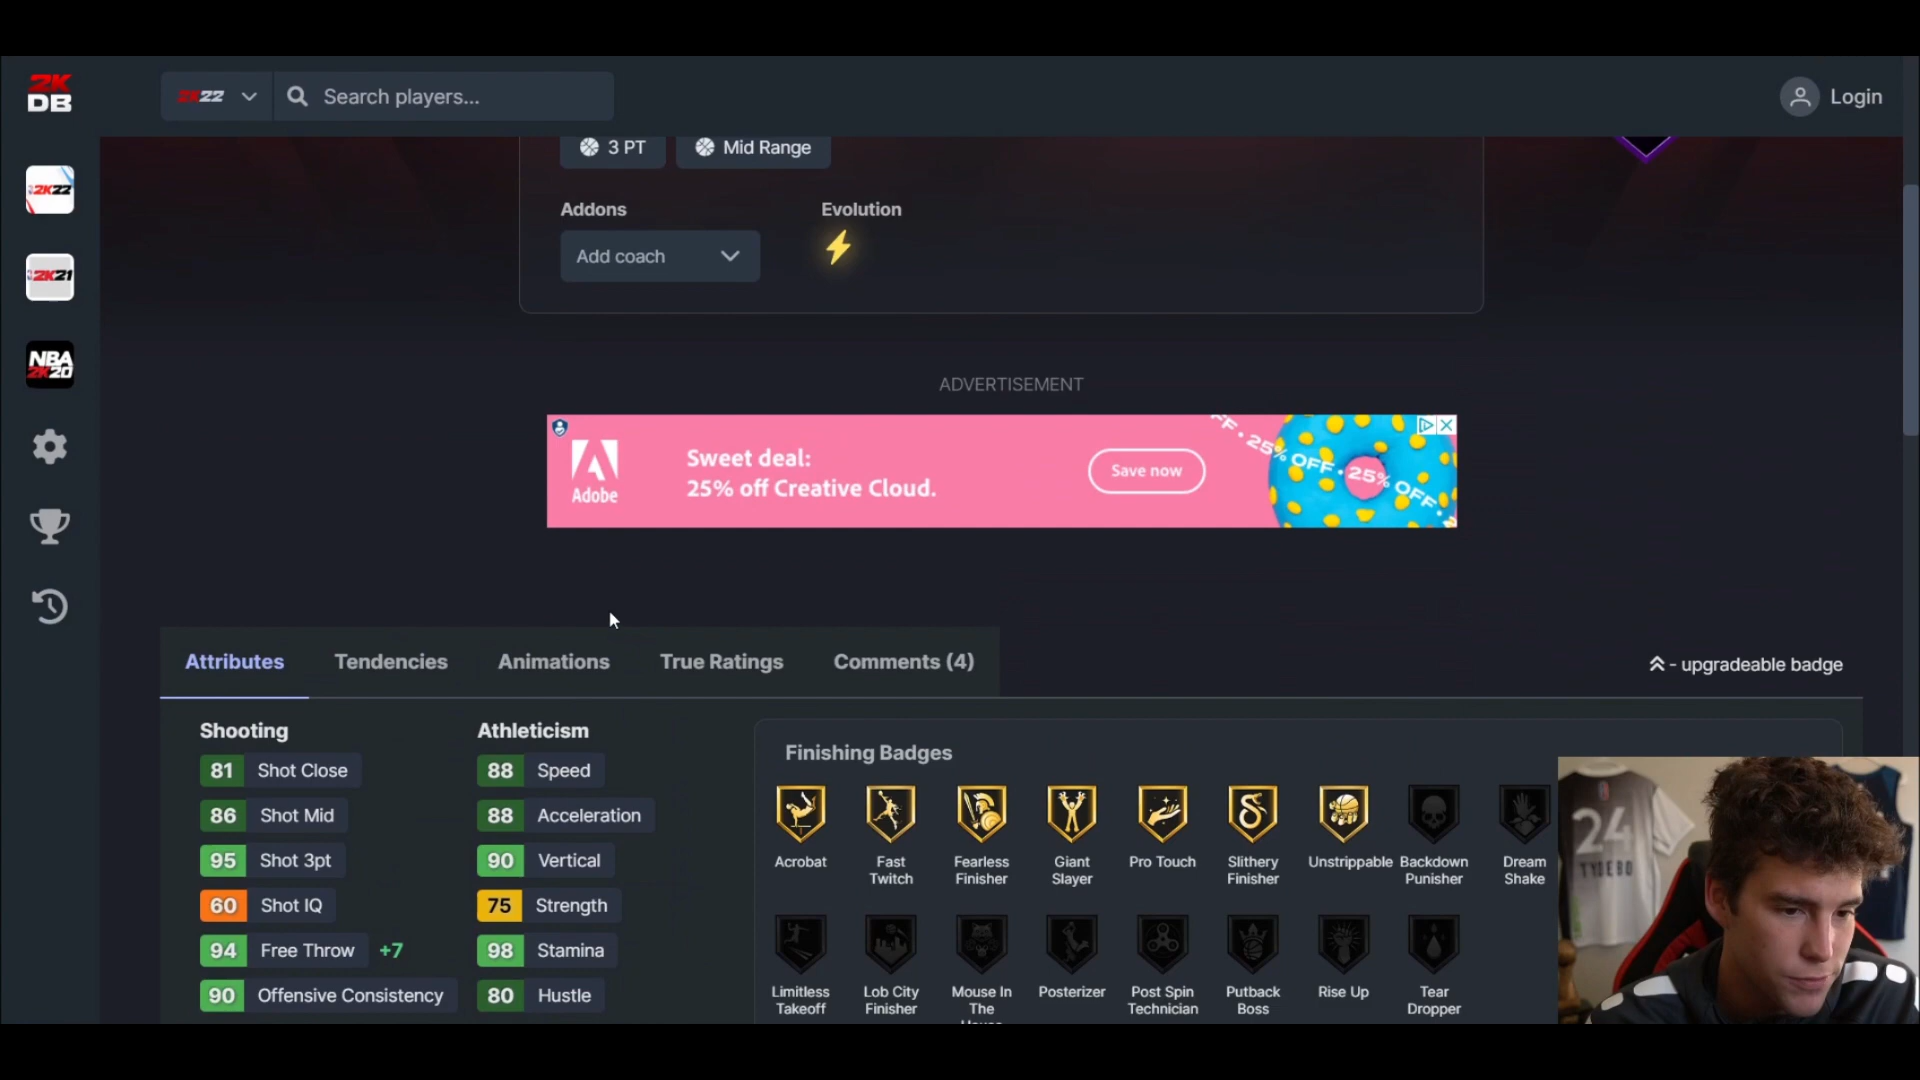 2K
DB
2K22
Search players...
Login
2K22
2K21
NBA
2K20
3 PT
Mid Range
Addons
Evolution
Add coach
ADVERTISEMENT
Adobe
Sweet deal:
25% off Creative Cloud.
Save now
FF • 25% OFF • 25% OFF •
Attributes
Tendencies
Animations
True Ratings
Comments (4)
- upgradeable badge
Shooting
81 Shot Close
86 Shot Mid
95 Shot 3pt
60 Shot IQ
94 Free Throw +7
90 Offensive Consistency
Athleticism
88 Speed
88 Acceleration
90 Vertical
75 Strength
98 Stamina
80 Hustle
Finishing Badges
Acrobat
Fast
Twitch
Fearless
Finisher
Giant
Slayer
Pro Touch
Slithery
Finisher
Unstrippable
Backdown
Punisher
Dream
Shake
Limitless
Takeoff
Lob City
Finisher
Mouse In
The
House
Posterizer
Post Spin
Technician
Putback
Boss
Rise Up
Tear
Dropper
24